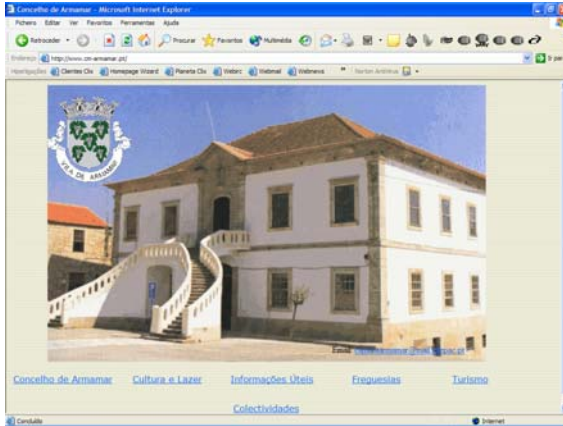 Concelho de Armamar - Microsoft Internet Explorer
Ficheiro Editar Ver Favoritos Ferramentas Ajuda
Retroceder Procurar Favoritos Multimédia
Endereço http://www.cm-armamar.pt/ Ir para
Hiperligações Clientes Clix Homepage Wizard Planeta Clix Webrc Webmail Webnews Norton AntiVirus
VILA DE ARMAMAR
Email:
Concelho de Armamar Cultura e Lazer Informações Úteis Freguesias Turismo
Colectividades
Concluído Internet